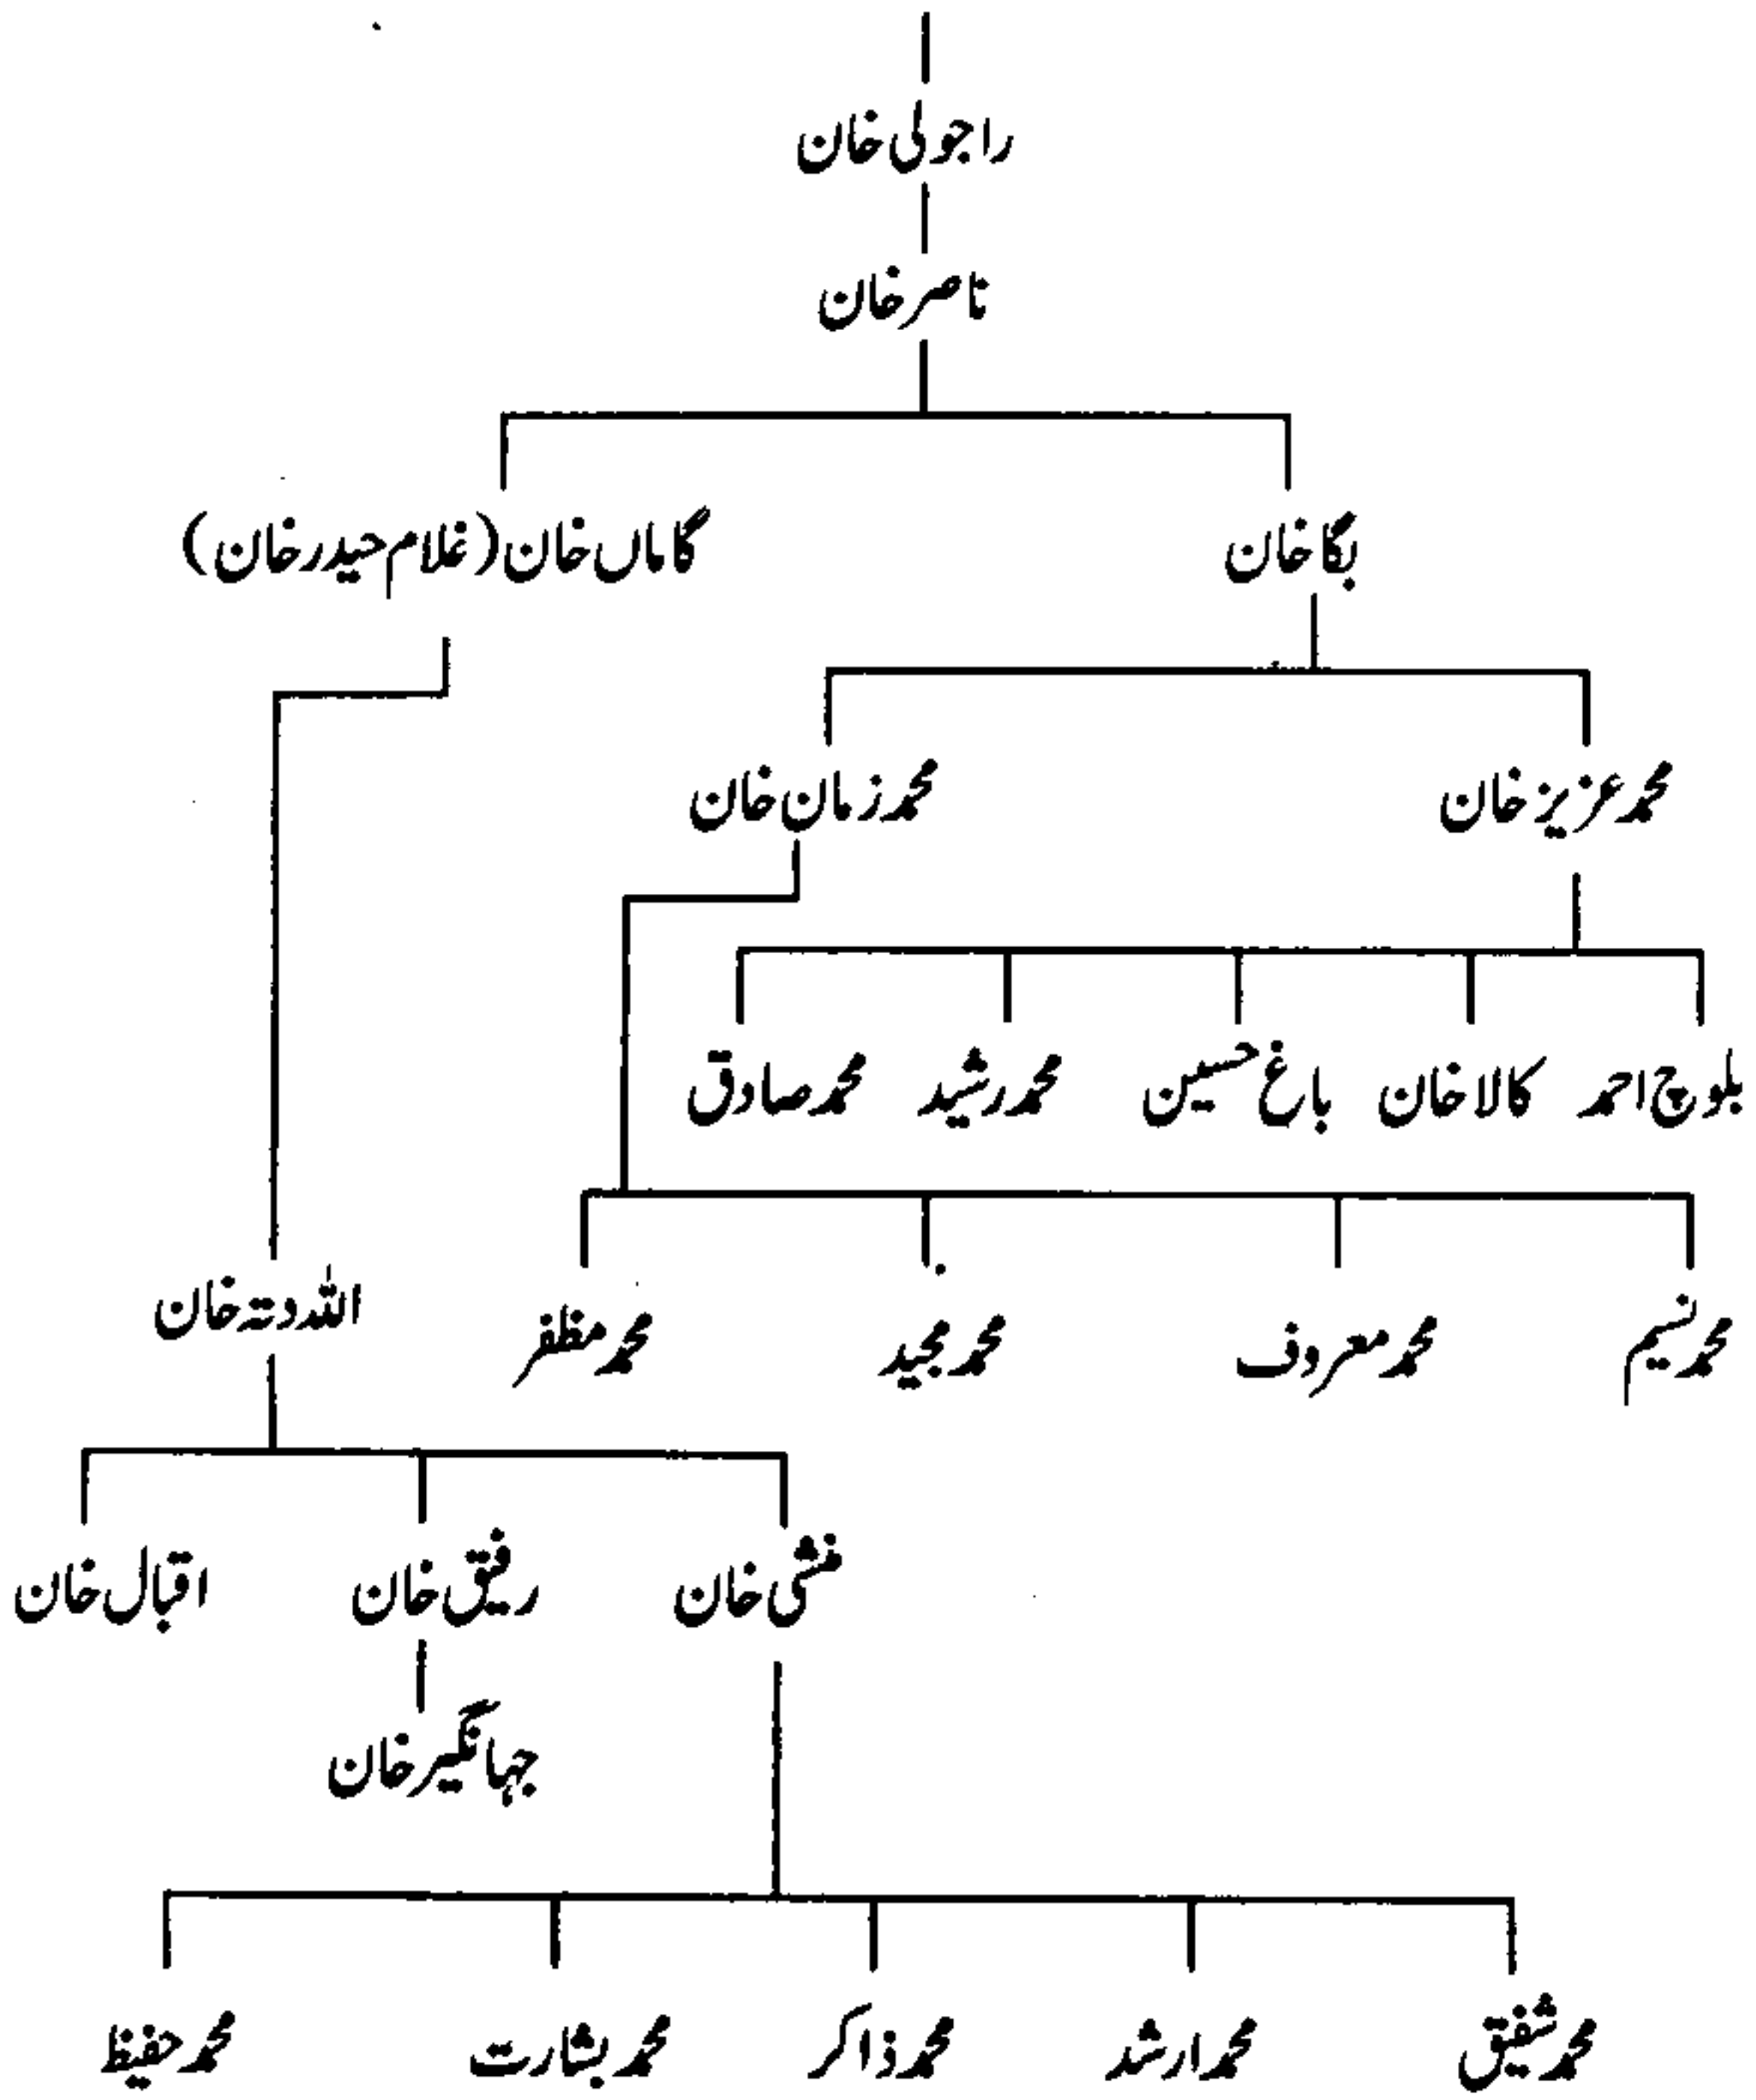 راجولی خان
ناصر خان
بگا خان
گاماں خان (غلام حیدر خان)
محمد عزیز خان
محمد زمان خان
بلوچ احمد
کالا خان
باغ حسین
محمد رشید
محمد صادق
محمد نسیم
محمد معروف
محمد مجید
محمد مظفر
اللہ دتہ خان
منشی خان
رفیق خان
اقبال خان
جہانگیر خان
محمد شفیق
محمد ارشد
محمد ذاکر
محمد بشارت
محمد حفیظ